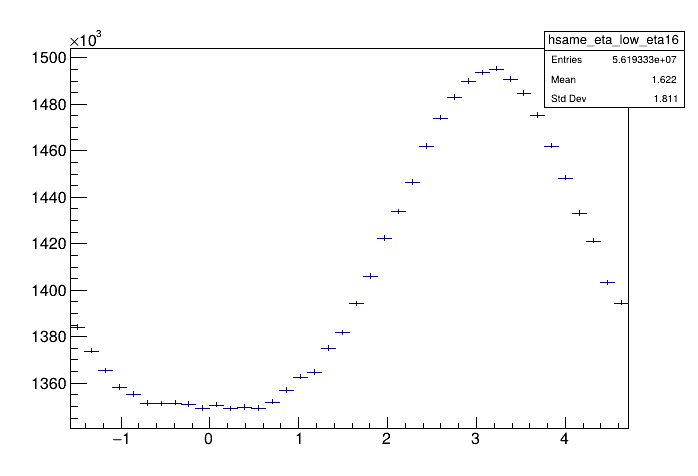 ×10³
hsame_eta_low_eta16
Entries 5.619333e+07
Mean 1.622
Std Dev 1.811
1500
1480
1460
1440
1420
1400
1380
1360
−1 0 1 2 3 4